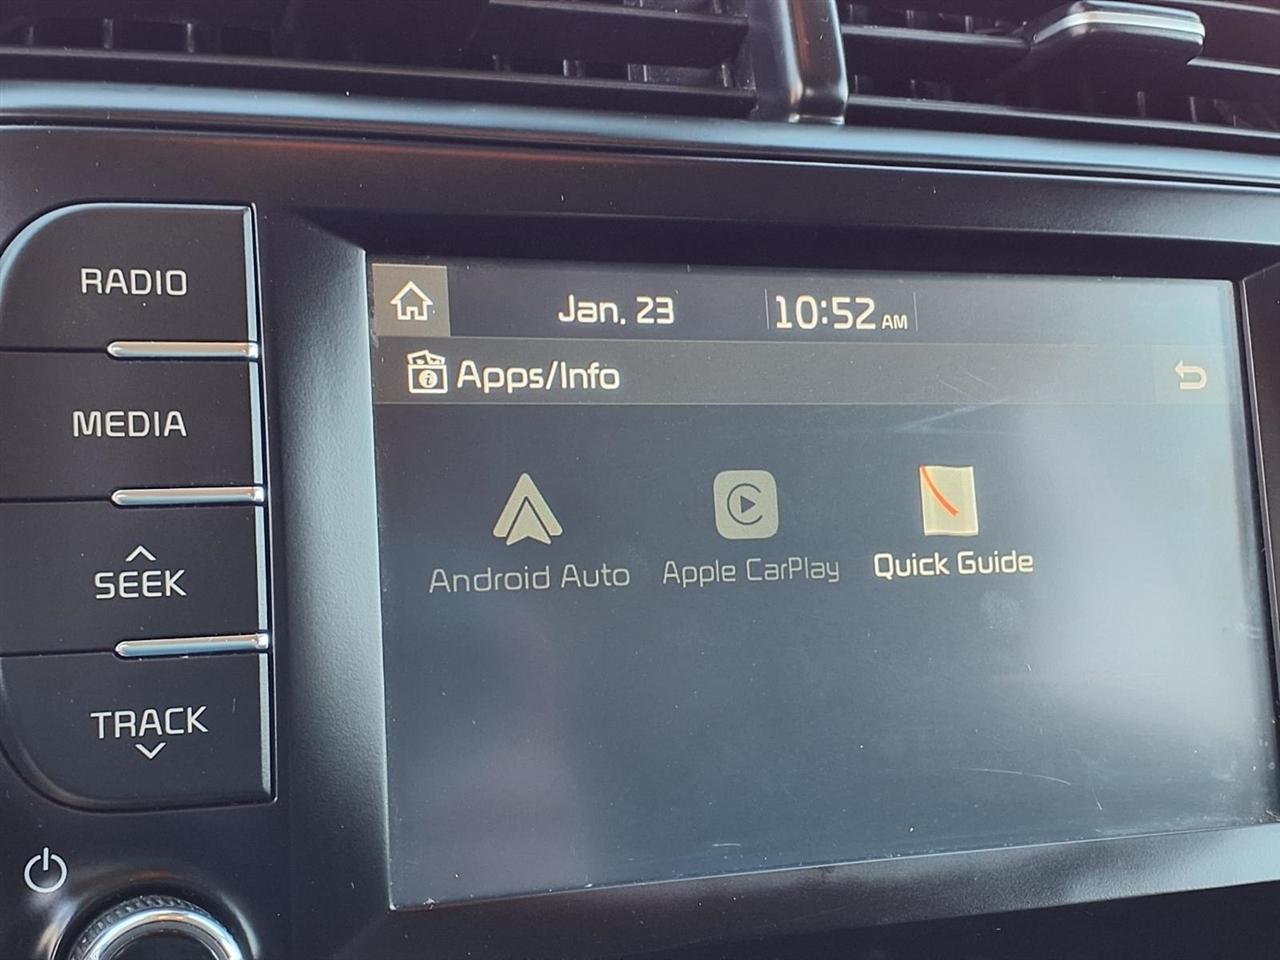 RADIO
MEDIA
SEEK
TRACK
Jan. 23
10:52 AM
Apps/Info
Android Auto
Apple CarPlay
Quick Guide